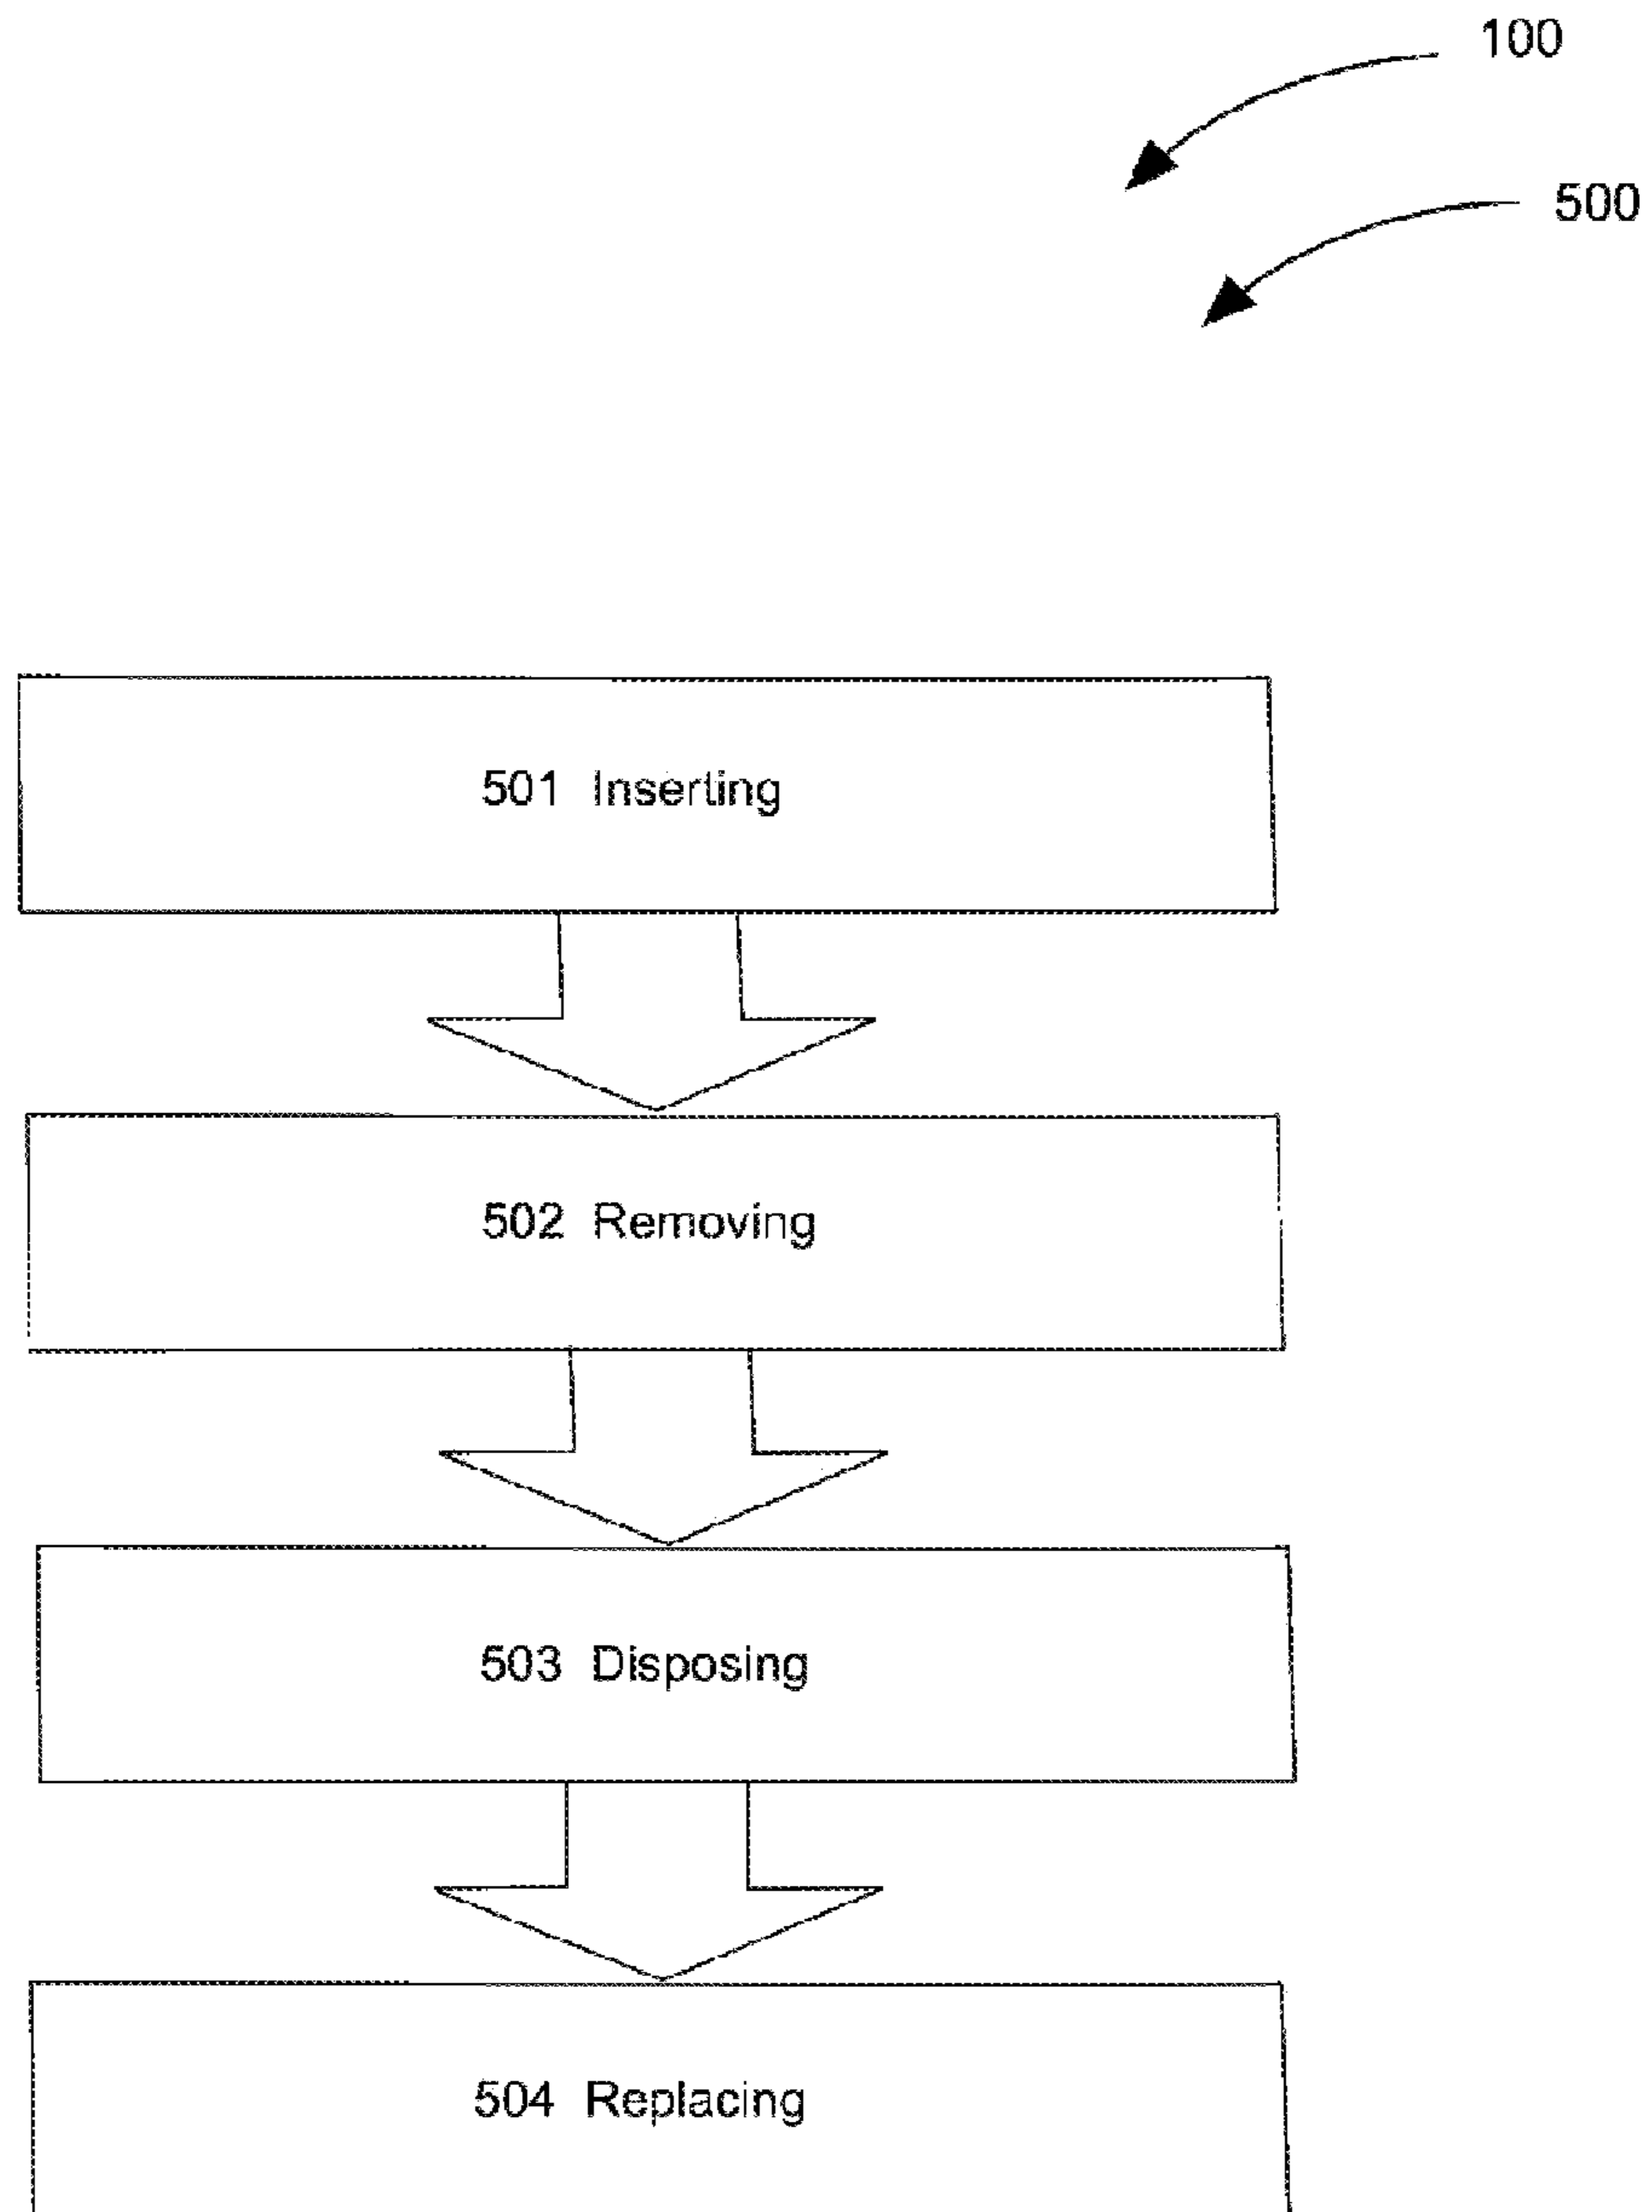 100
500
501 Inserting
502 Removing
503 Disposing
504 Replacing